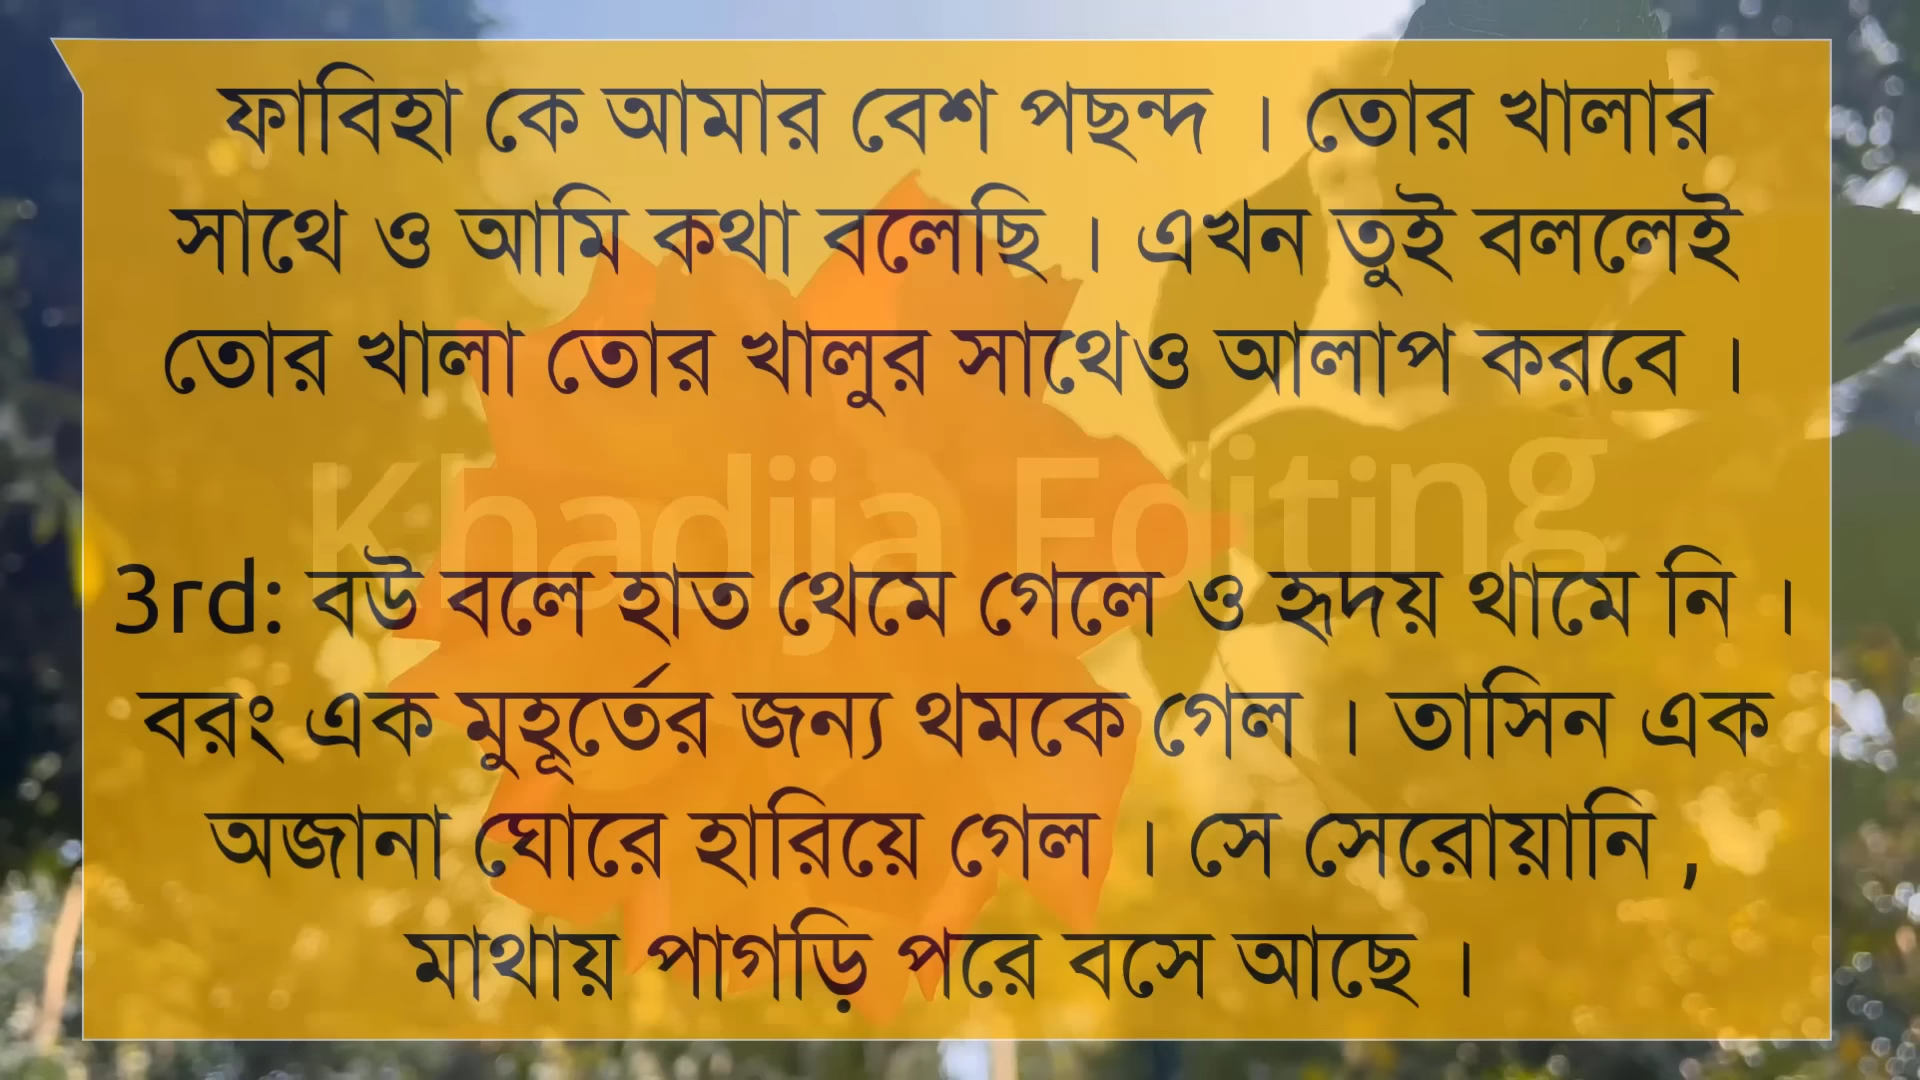 ফাবিহা কে আমার বেশ পছন্দ । তোর খালার
সাথে ও আমি কথা বলেছি । এখন তুই বললেই
তোর খালা তোর খালুর সাথেও আলাপ করবে ।
Khadija Editing
3rd: বউ বলে হাত থেমে গেলে ও হৃদয় থামে নি ।
বরং এক মুহূর্তের জন্য থমকে গেল । তাসিন এক
অজানা ঘোরে হারিয়ে গেল । সে সেরোয়ানি ,
মাথায় পাগড়ি পরে বসে আছে ।